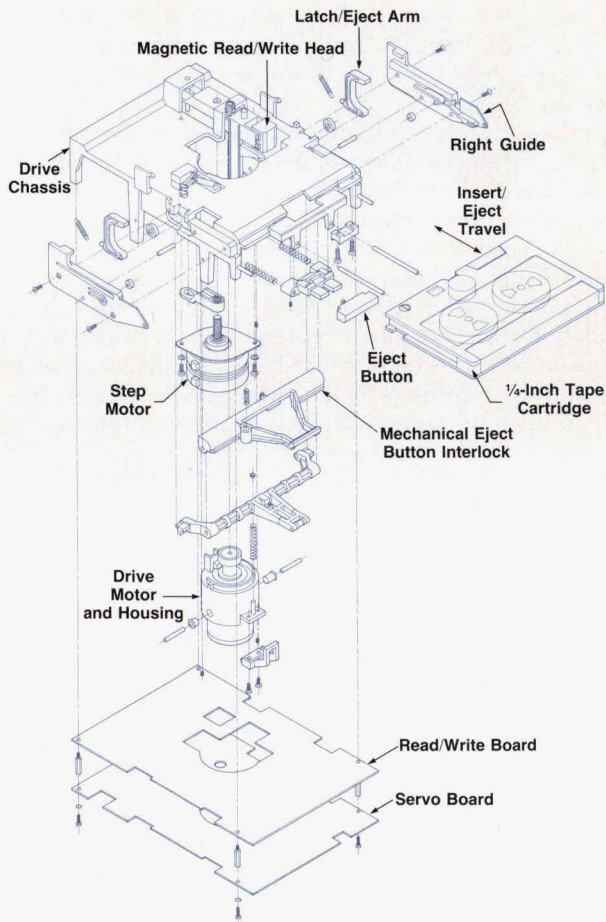 Latch/Eject Arm
Magnetic Read/Write Head
Drive
Chassis
Right Guide
Insert/
Eject
Travel
Eject
Button
¼-Inch Tape
Cartridge
Step
Motor
Mechanical Eject
Button Interlock
Drive
Motor
and Housing
Read/Write Board
Servo Board